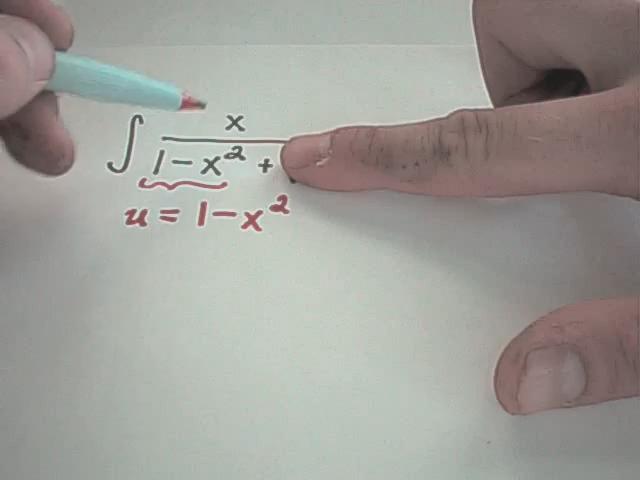 ∫ x
1 - x² +
u = 1 - x²